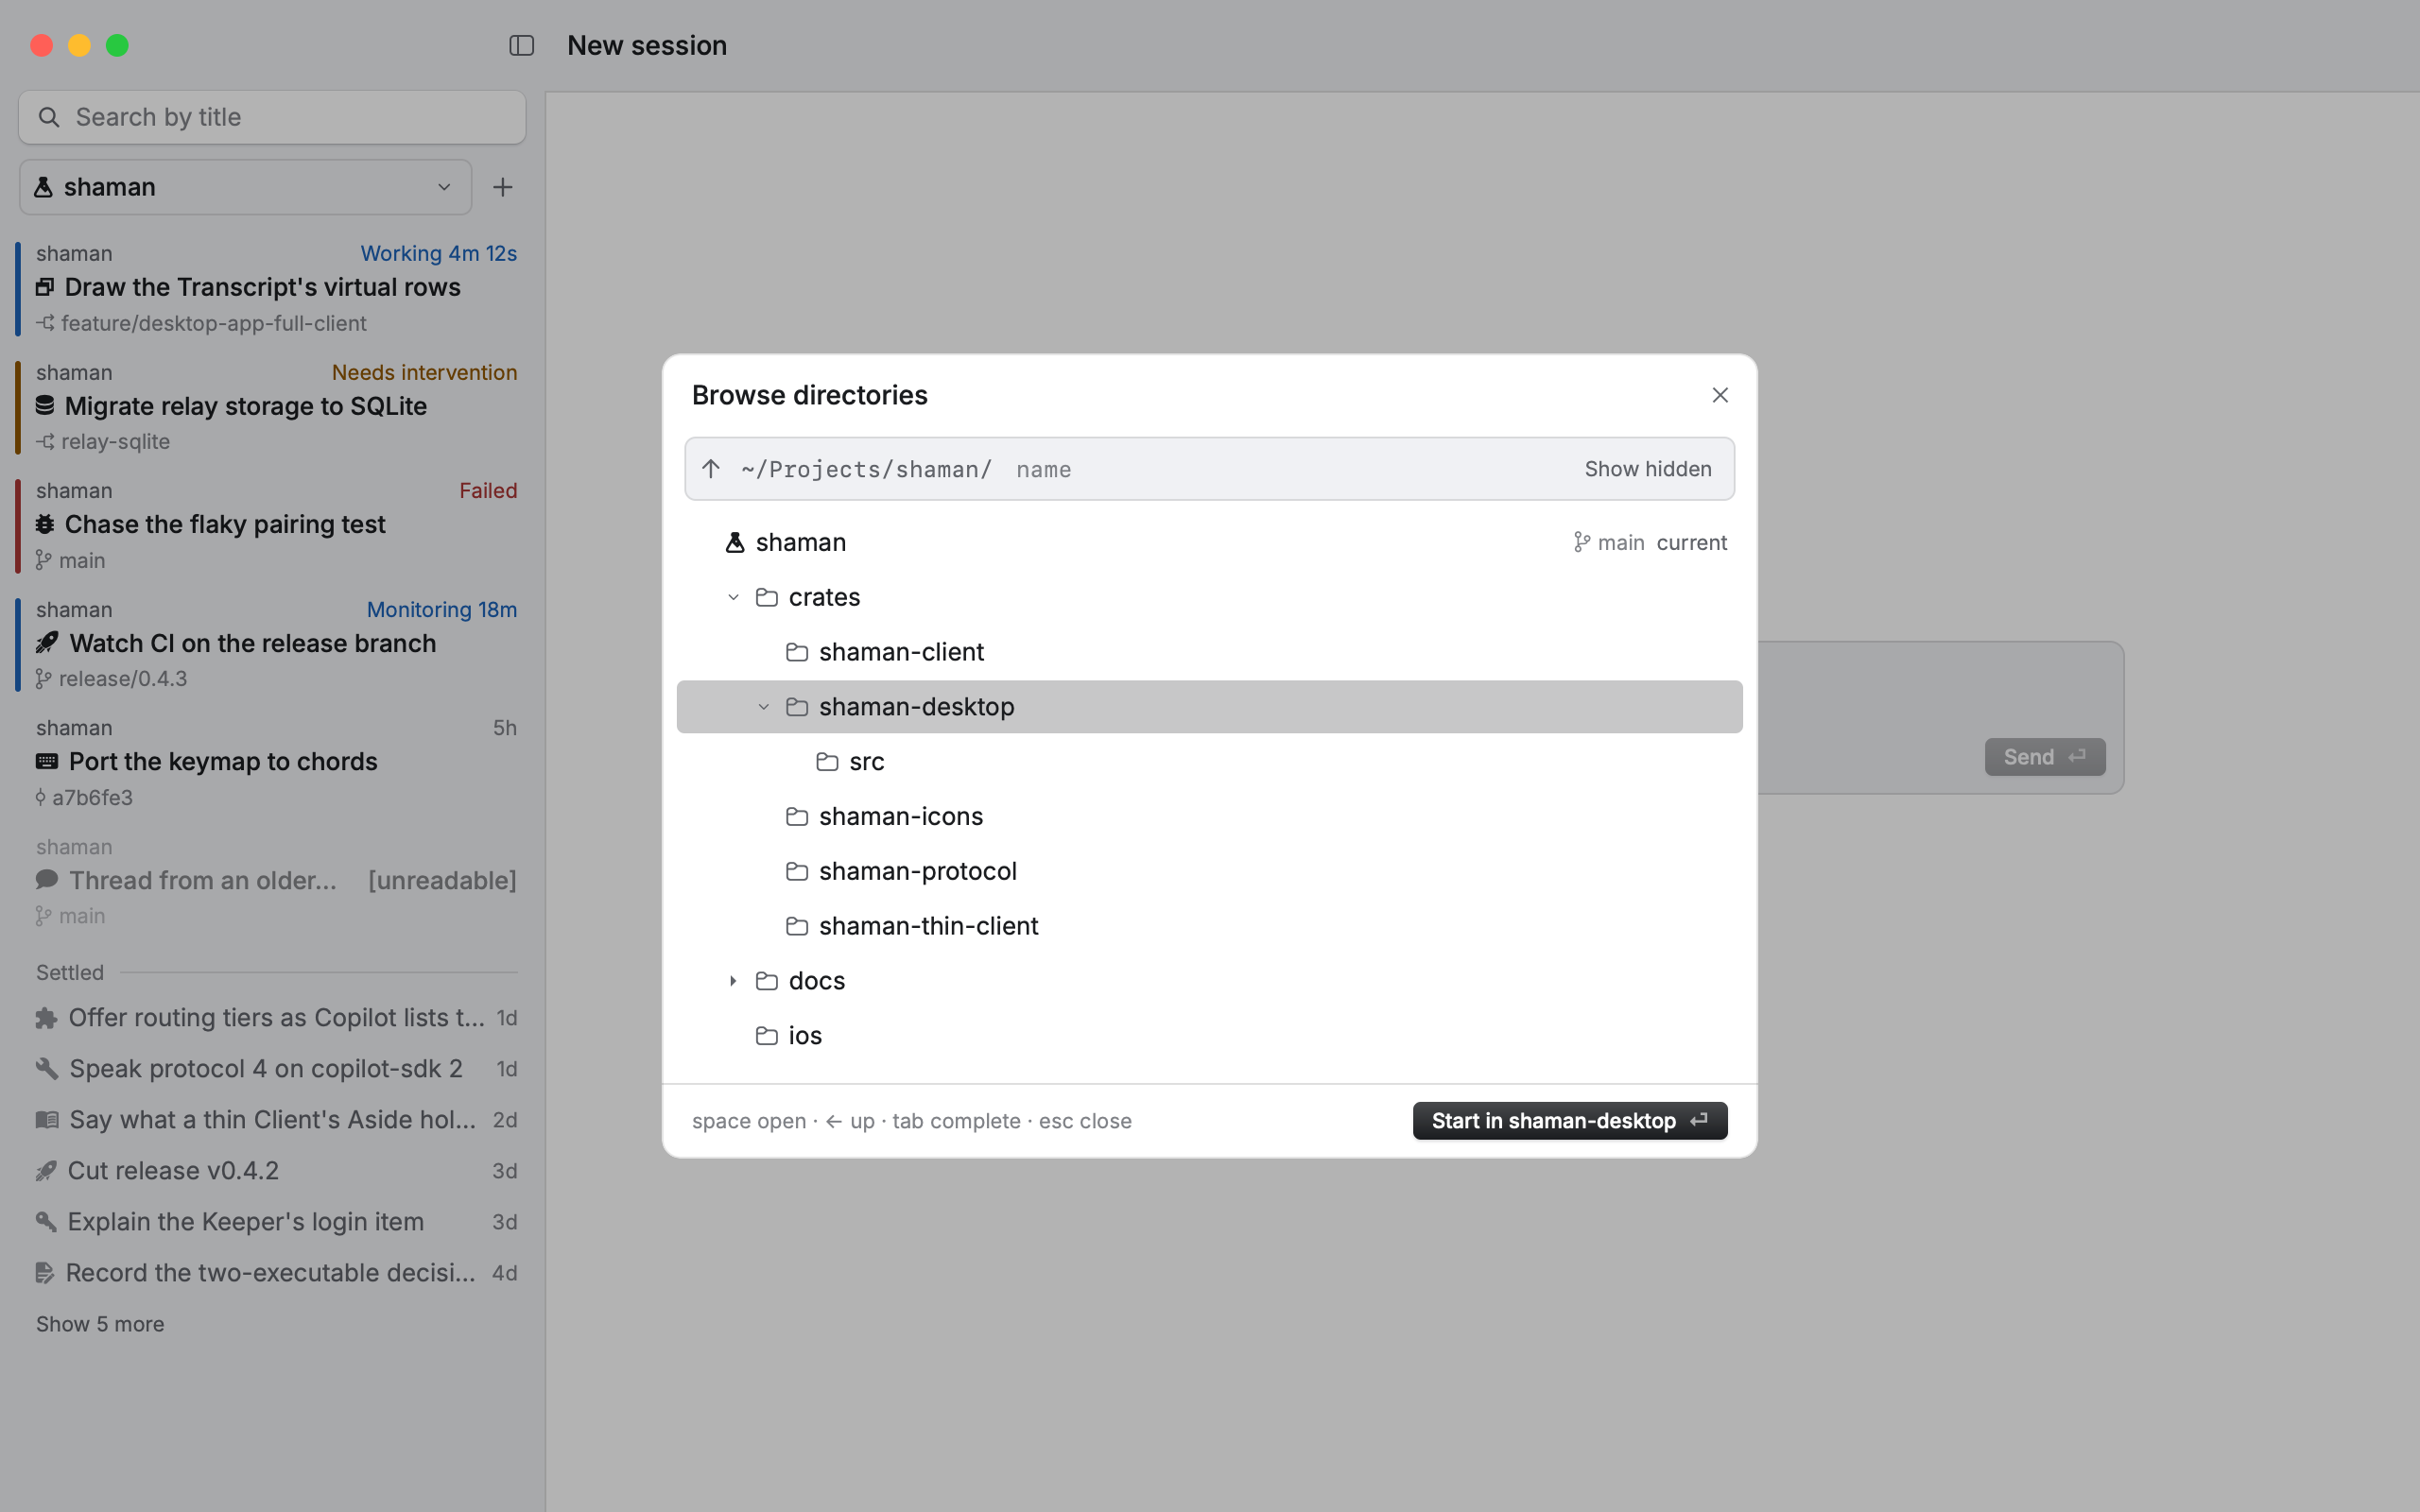 New session
Search by title
shaman
shaman Working 4m 12s
Draw the Transcript's virtual rows
feature/desktop-app-full-client
shaman Needs intervention
Migrate relay storage to SQLite
relay-sqlite
shaman Failed
Chase the flaky pairing test
main
shaman Monitoring 18m
Watch CI on the release branch
release/0.4.3
shaman 5h
Port the keymap to chords
a7b6fe3
shaman
Thread from an older... [unreadable]
main
Settled
Offer routing tiers as Copilot lists t... 1d
Speak protocol 4 on copilot-sdk 2 1d
Say what a thin Client's Aside hol... 2d
Cut release v0.4.2 3d
Explain the Keeper's login item 3d
Record the two-executable decisi... 4d
Show 5 more
Browse directories
~/Projects/shaman/ name Show hidden
shaman main current
crates
shaman-client
shaman-desktop
src
shaman-icons
shaman-protocol
shaman-thin-client
docs
ios
space open · ← up · tab complete · esc close
Start in shaman-desktop
Send